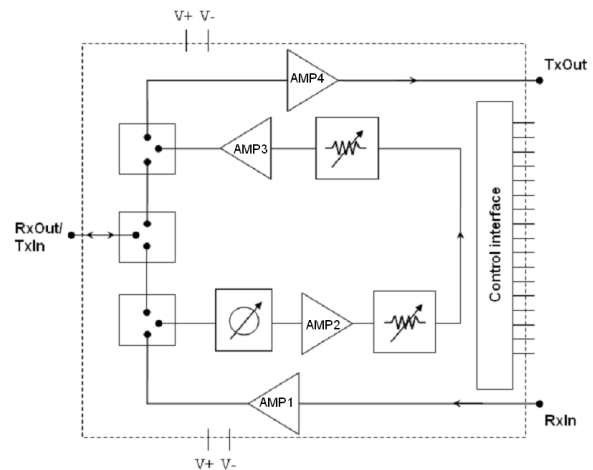 V+ V-
TxOut
AMP4
AMP3
RxOut/
TxIn
Control interface
AMP2
AMP1
RxIn
V+ V-